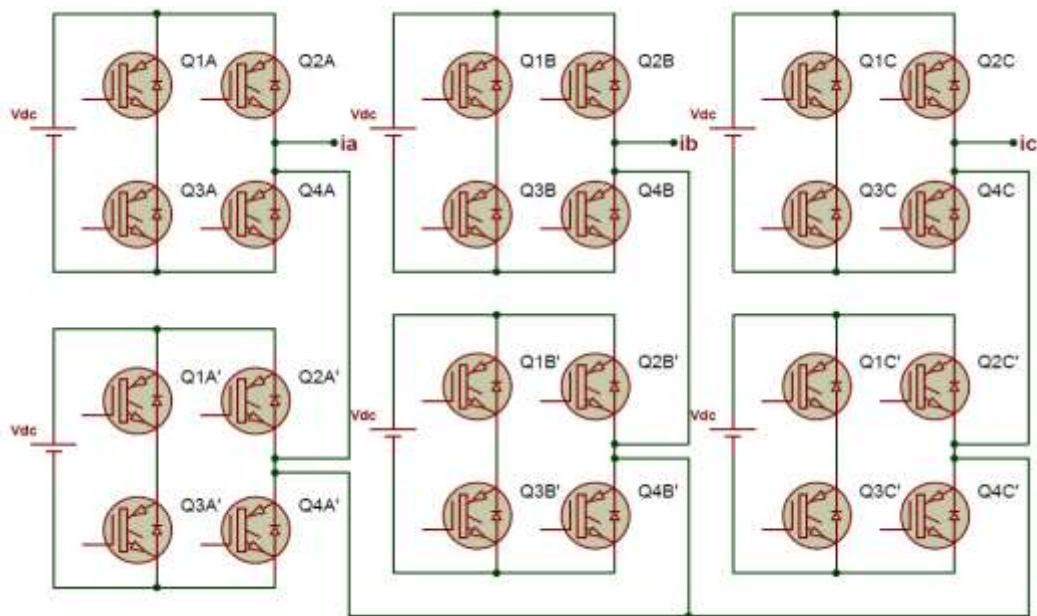 Q1A Q2A Q1B Q2B Q1C Q2C
Vdc Vdc Vdc
ia ib ic
Q3A Q4A Q3B Q4B Q3C Q4C
Q1A' Q2A' Q1B' Q2B' Q1C' Q2C'
Vdc Vdc Vdc
Q3A' Q4A' Q3B' Q4B' Q3C' Q4C'